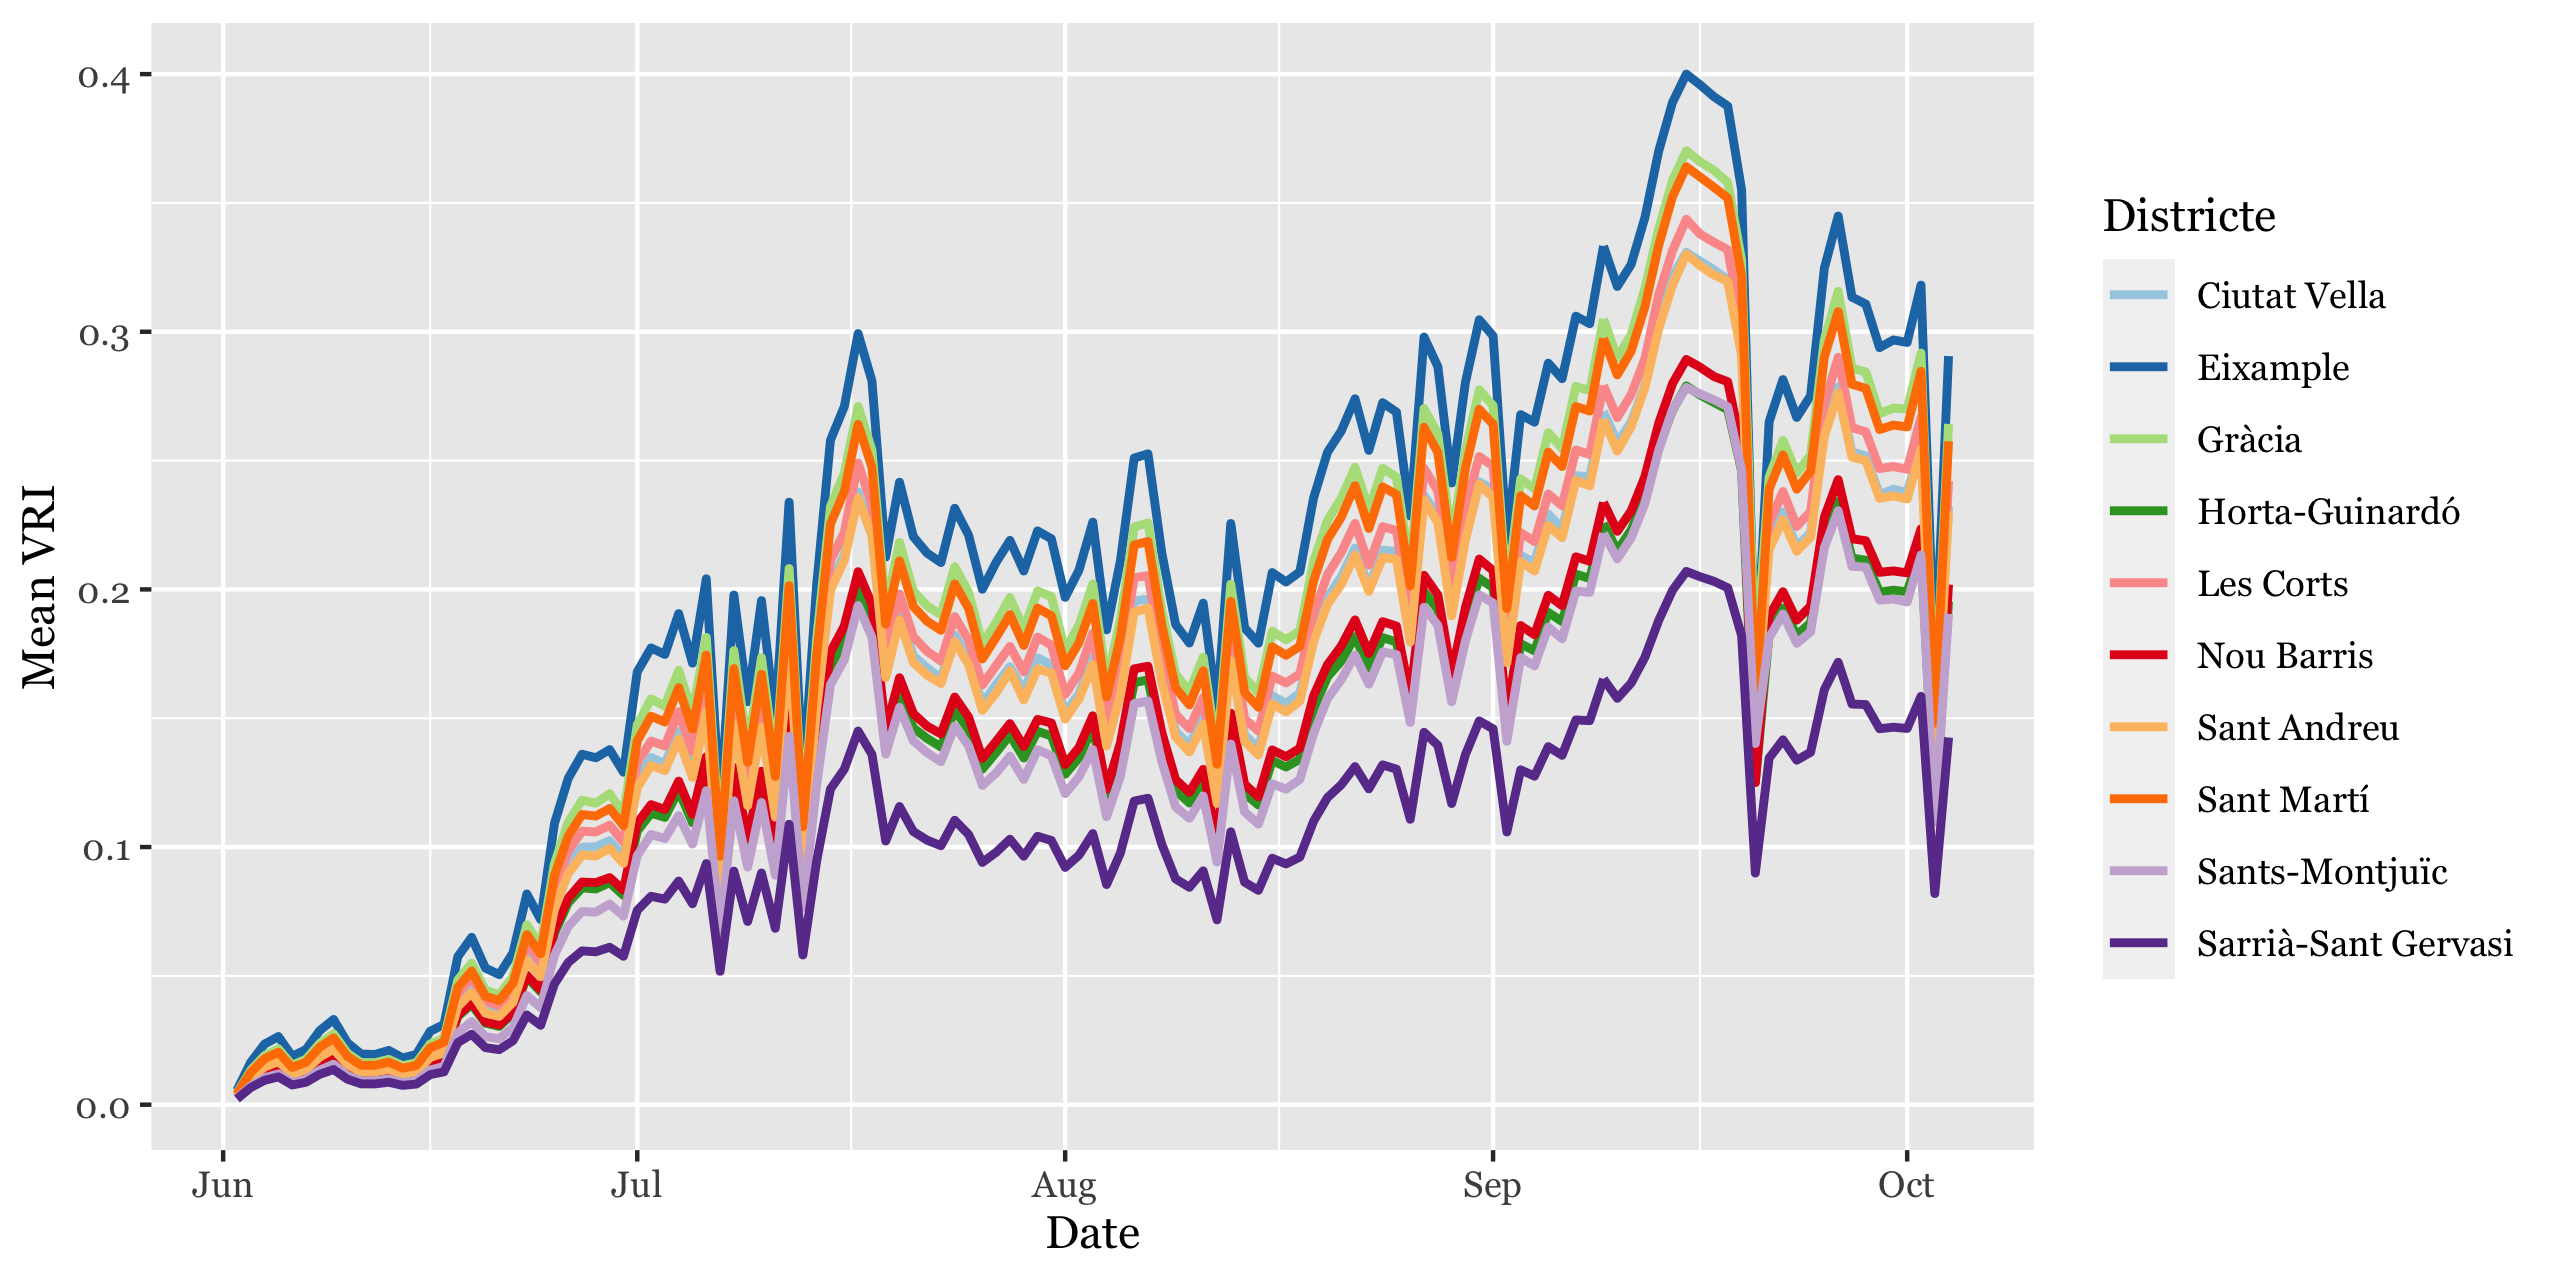 0.4
0.3
0.2
0.1
0.0
Mean VRI
Jun Jul Aug Sep Oct
Date
Districte
Ciutat Vella
Eixample
Gràcia
Horta-Guinardó
Les Corts
Nou Barris
Sant Andreu
Sant Martí
Sants-Montjuïc
Sarrià-Sant Gervasi